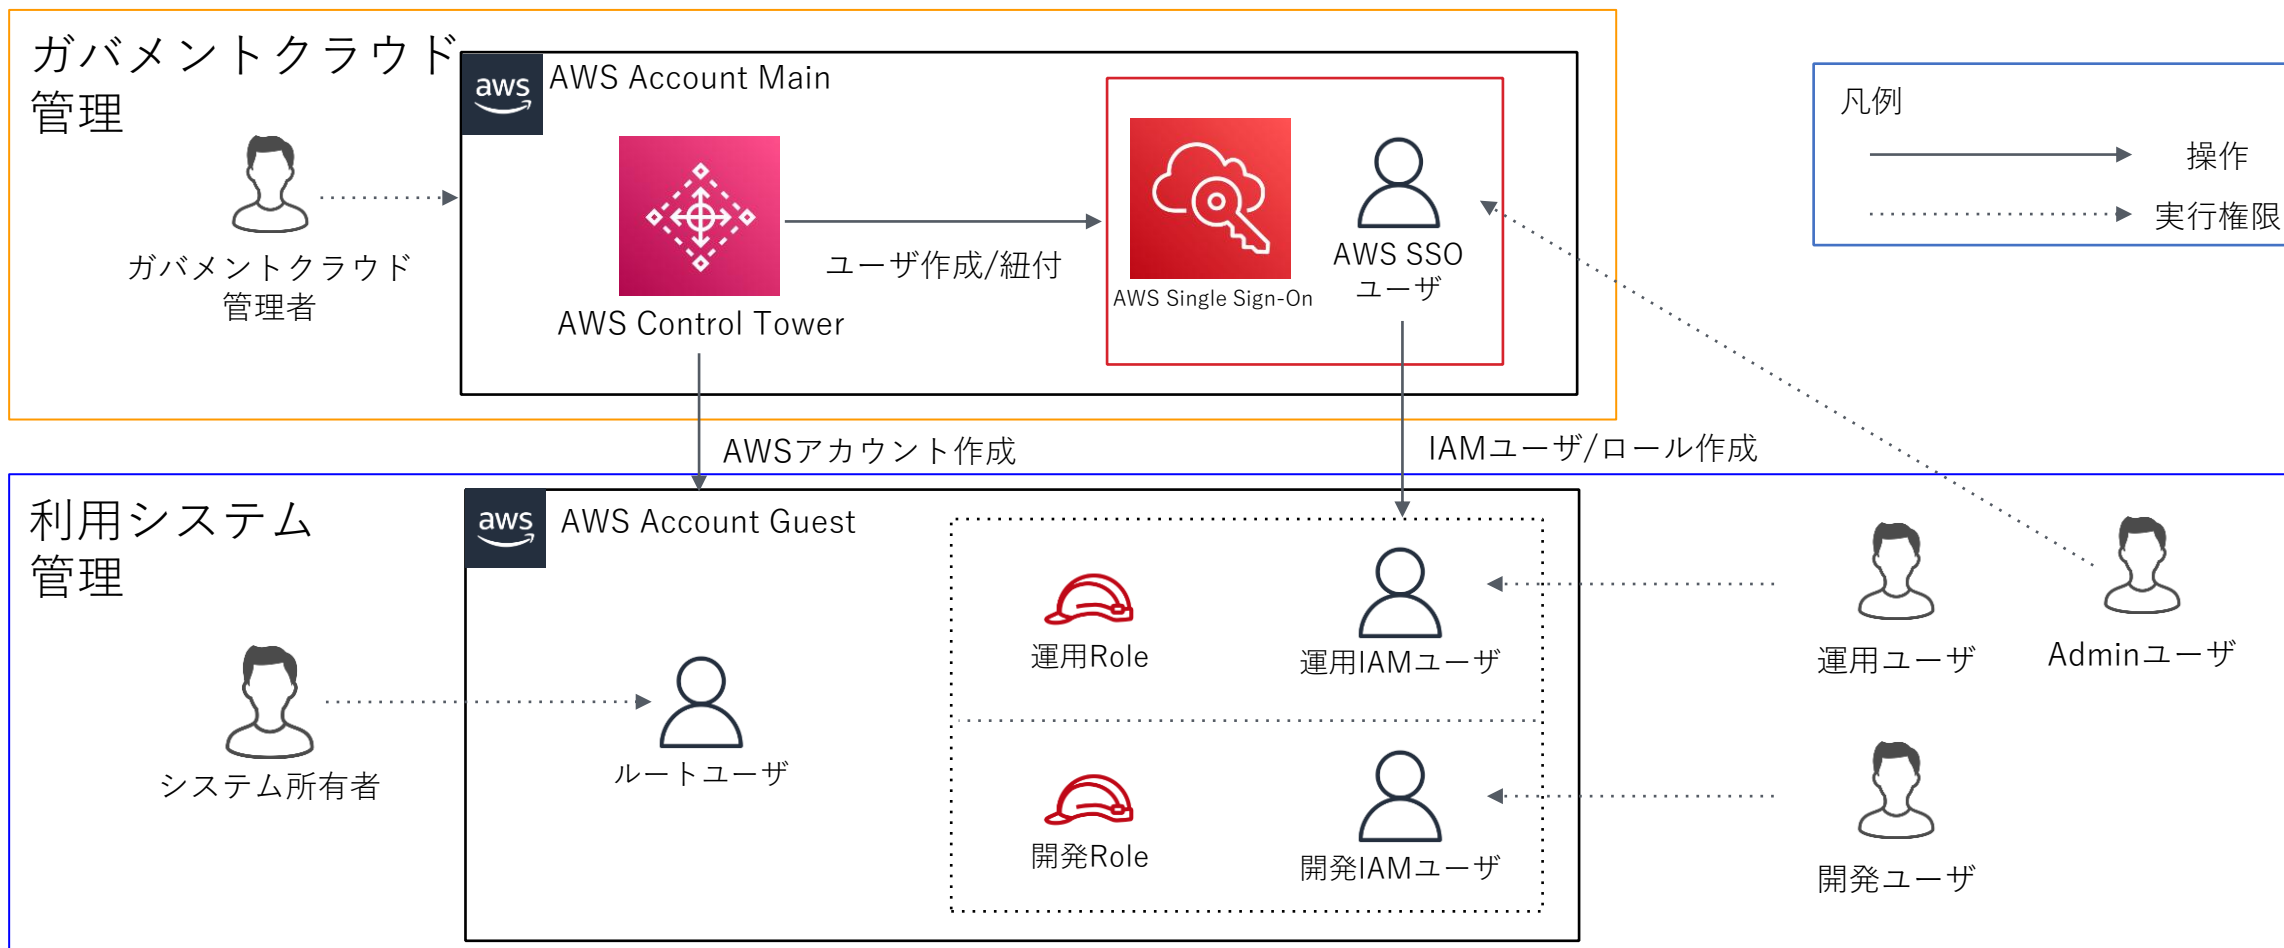 ガバメントクラウド
管理
aws
AWS Account Main
ガバメントクラウド
管理者
AWS Control Tower
ユーザ作成/紐付
AWS Single Sign-On
AWS SSO
ユーザ
凡例
操作
実行権限
AWSアカウント作成
IAMユーザ/ロール作成
利用システム
管理
aws
AWS Account Guest
システム所有者
ルートユーザ
運用Role
運用IAMユーザ
開発Role
開発IAMユーザ
運用ユーザ
Adminユーザ
開発ユーザ